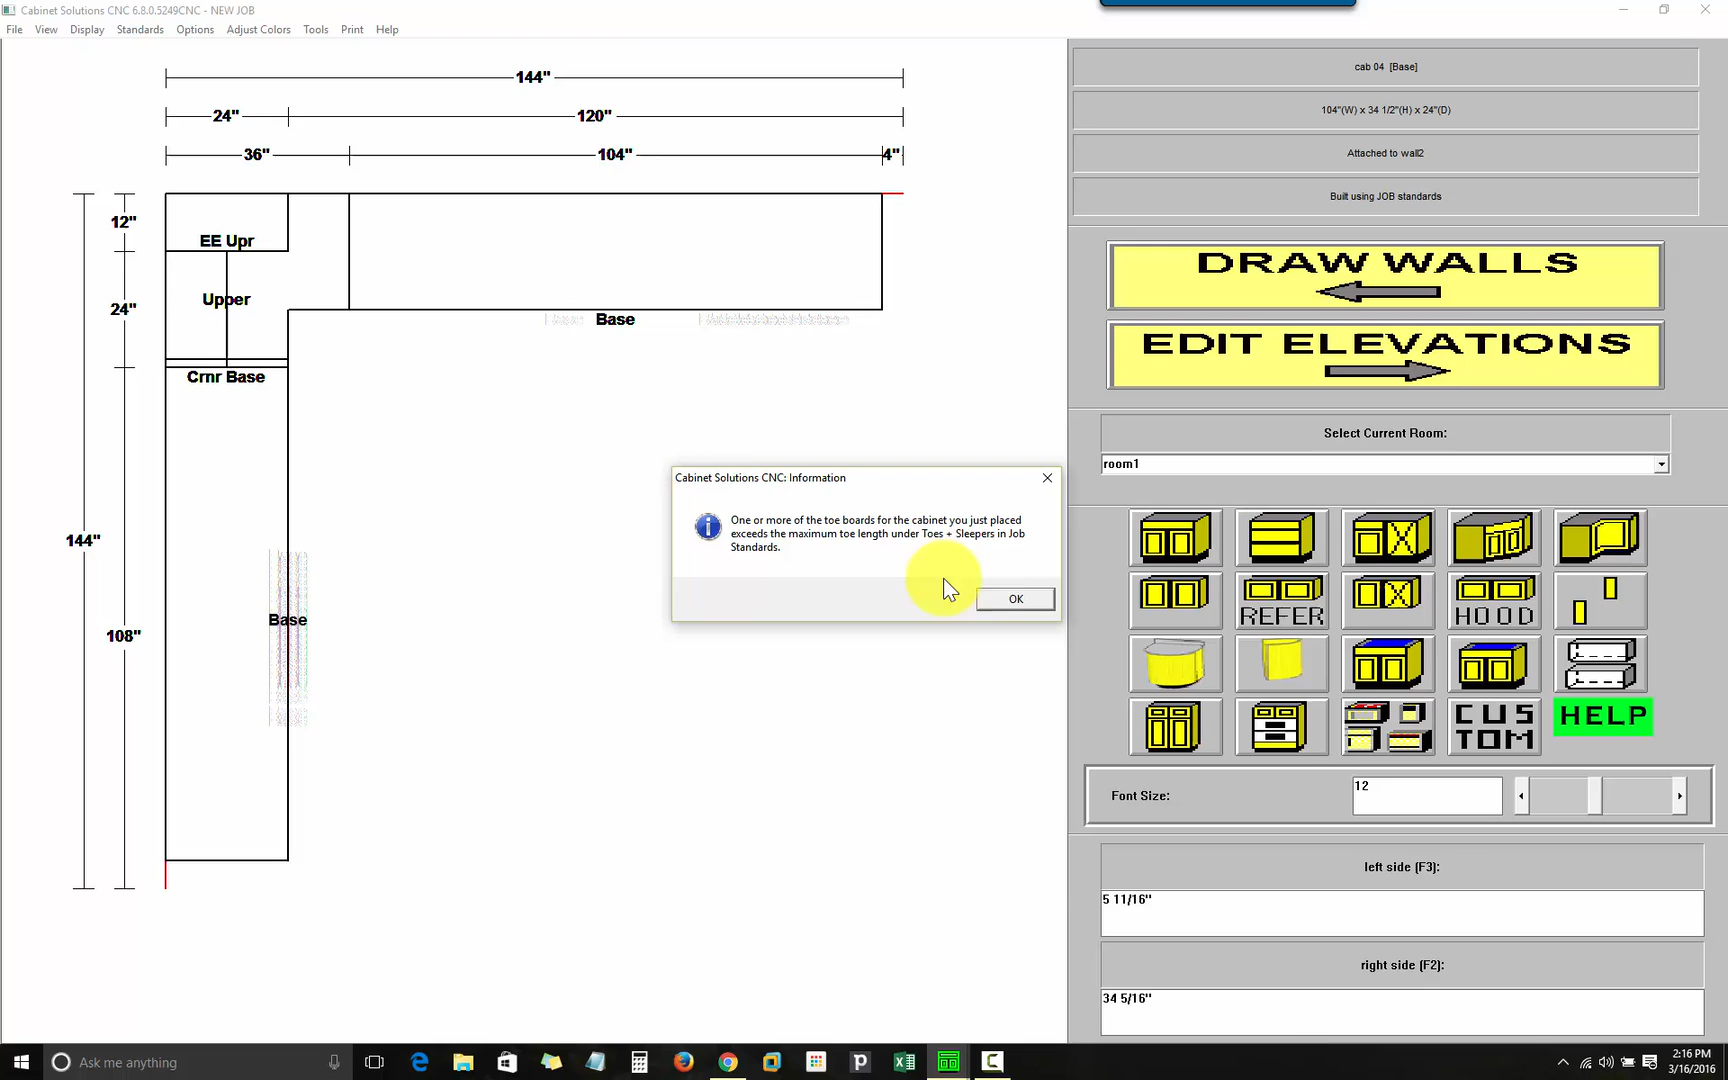 Cabinet Solutions CNC 6.8.0.5249CNC - NEW JOB
File View Display Standards Options Adjust Colors Tools Print Help
144"
24" 120"
36" 104" 4"
12"
EE Upr
24"
Upper
Crnr Base
Base
144"
108"
Base
Cabinet Solutions CNC: Information
One or more of the toe boards for the cabinet you just placed
exceeds the maximum toe length under Toes + Sleepers in Job
Standards.
OK
cab 04 [Base]
104"(W) x 34 1/2"(H) x 24"(D)
Attached to wall2
Built using JOB standards
DRAW WALLS
EDIT ELEVATIONS
Select Current Room:
room1
REFER
HOOD
CUS
TOM
HELP
Font Size:
12
left side (F3):
5 11/16"
right side (F2):
34 5/16"
Ask me anything
2:16 PM
3/16/2016